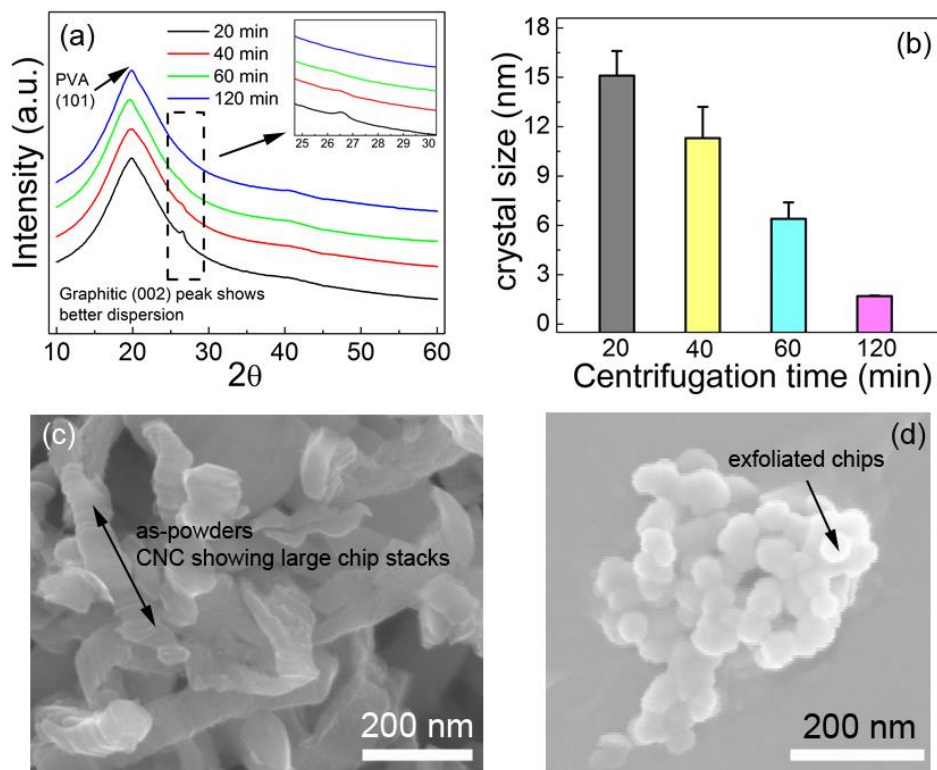 (a)
20 min
40 min
60 min
120 min
PVA
(101)
25 26 27 28 29 30
Graphitic (002) peak shows
better dispersion
Intensity (a.u.)
10 20 30 40 50 60
2θ
(b)
18
15
12
9
6
3
0
crystal size (nm)
20 40 60 120
Centrifugation time (min)
(c)
as-powders
CNC showing large chip stacks
200 nm
(d)
exfoliated chips
200 nm